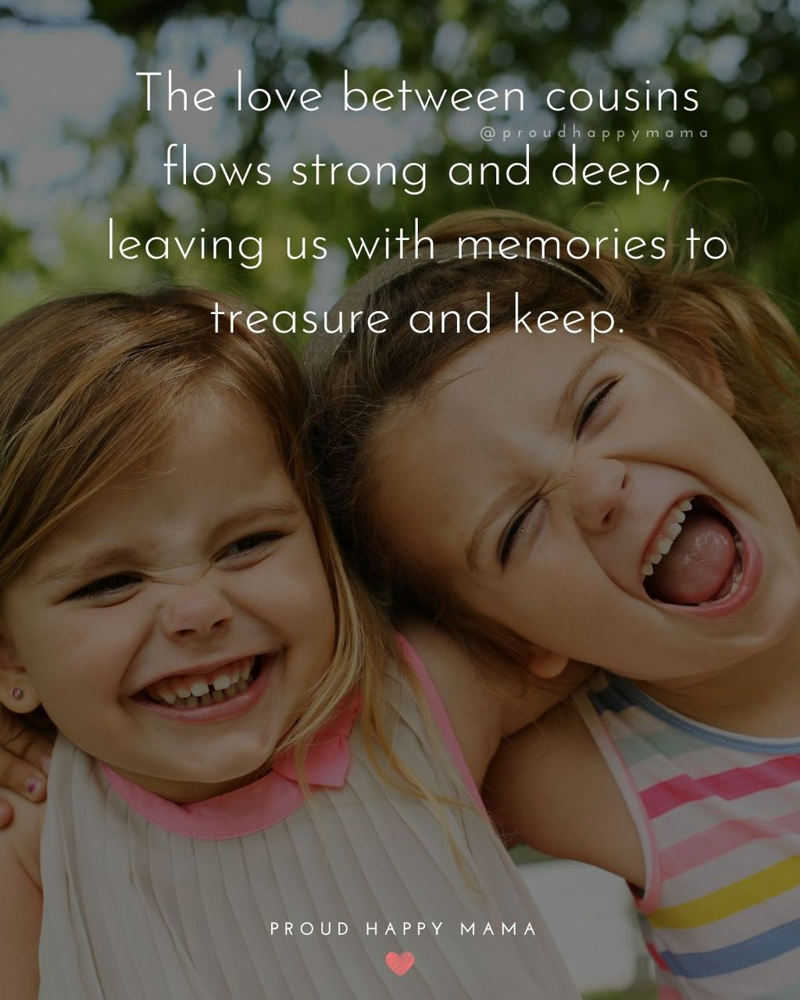 The love between cousins
@proudhappymama
flows strong and deep,
leaving us with memories to
treasure and keep.
PROUD HAPPY MAMA